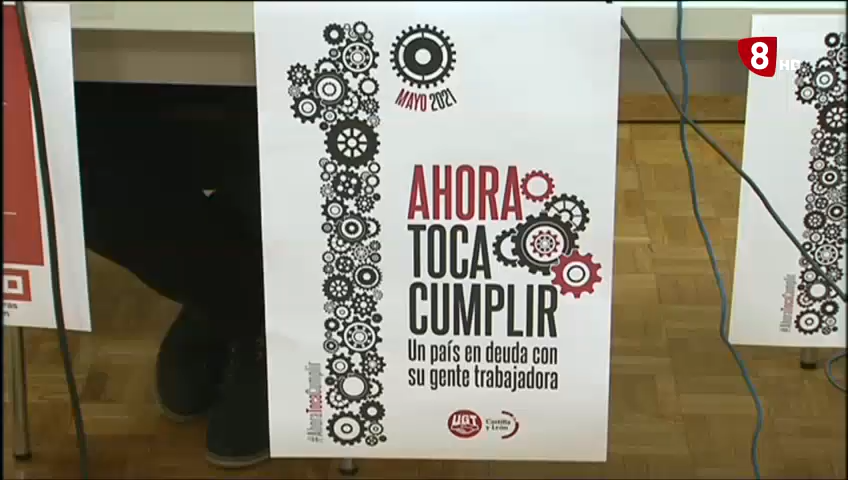 8 HD
MAYO 2021
AHORA
TOCA
CUMPLIR
Un país en deuda con
su gente trabajadora
#AhoraTocaCumplir
UGT
Castilla
y León
#AhoraTocaCumplir